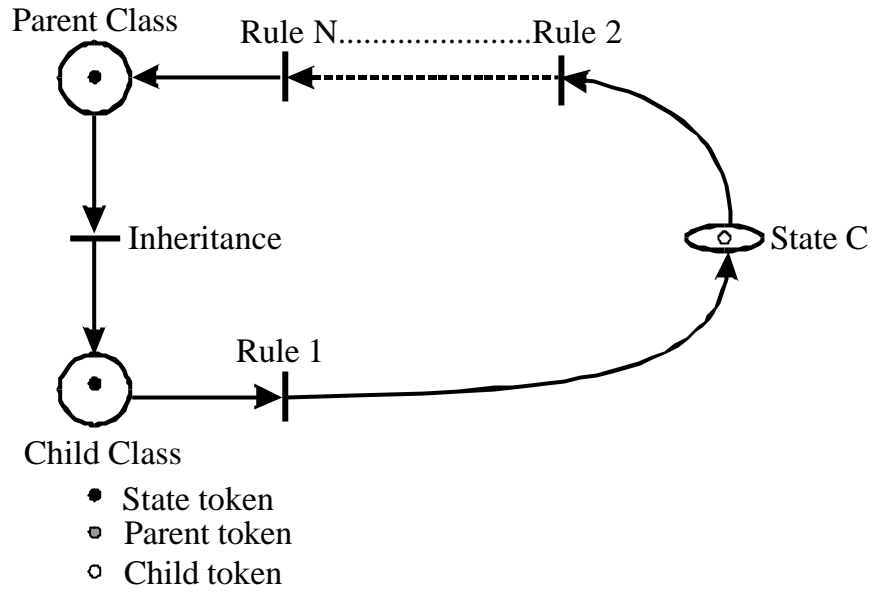 Parent Class
Rule N.......................Rule 2
Inheritance
State C
Rule 1
Child Class
State token
Parent token
Child token